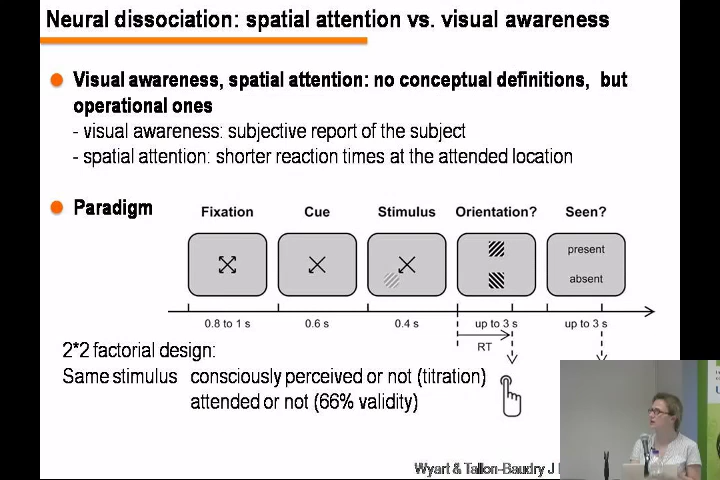 Neural dissociation: spatial attention vs. visual awareness
Visual awareness, spatial attention: no conceptual definitions, but
operational ones
- visual awareness: subjective report of the subject
- spatial attention: shorter reaction times at the attended location
Paradigm
Fixation Cue Stimulus Orientation? Seen?
present
absent
0.8 to 1 s 0.6 s 0.4 s up to 3 s up to 3 s
RT
2*2 factorial design:
Same stimulus consciously perceived or not (titration)
attended or not (66% validity)
Wyart & Tallon-Baudry J